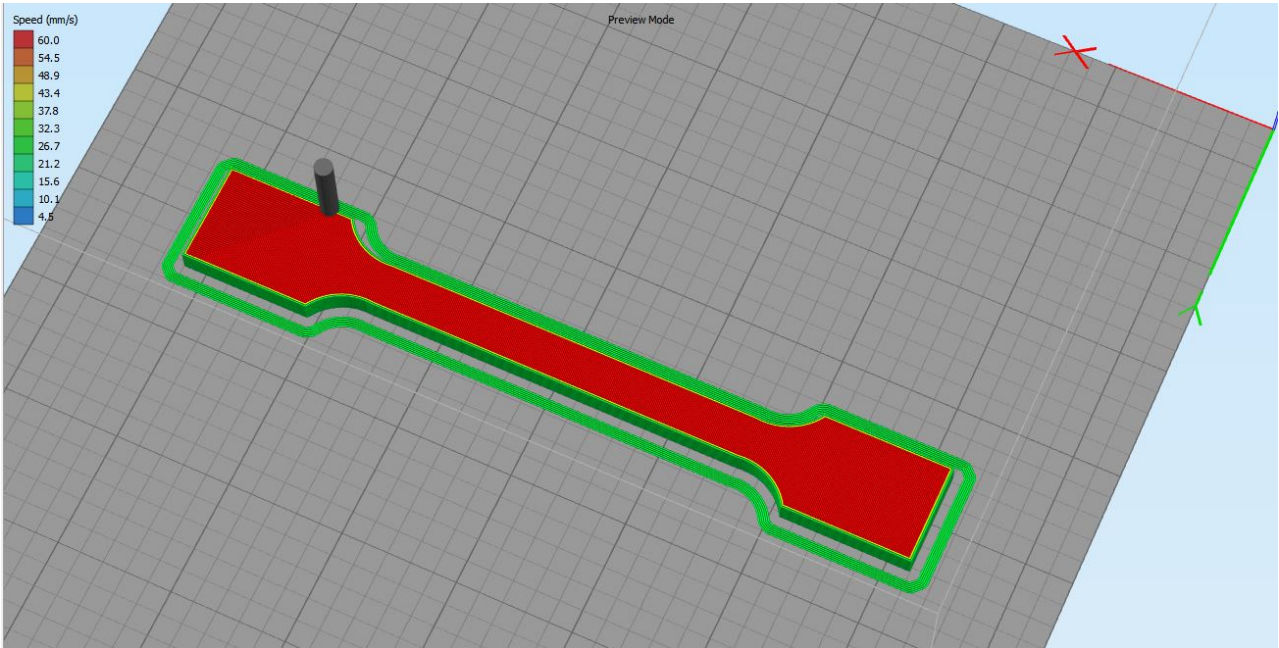 Speed (mm/s)
60.0
54.5
48.9
43.4
37.8
32.3
26.7
21.2
15.6
10.1
4.5
Preview Mode
X
Y